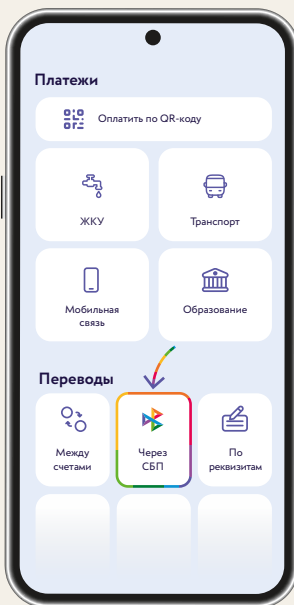 Платежи
Оплатить по QR-коду
ЖКУ
Транспорт
Мобильная
связь
Образование
Переводы
Между
счетами
Через
СБП
По
реквизитам